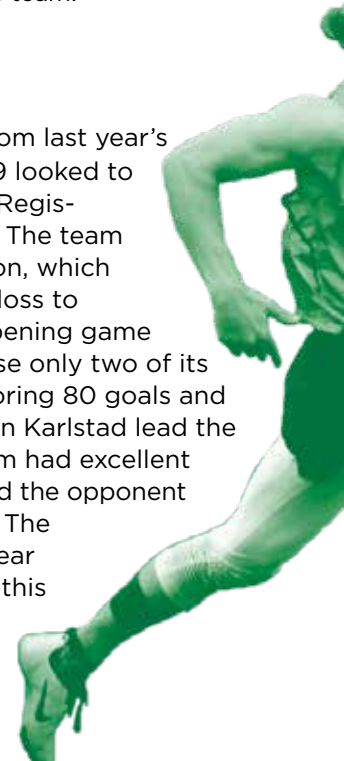 team.
om last year's
9 looked to
Regis-
The team
on, which
loss to
pening game
se only two of its
oring 80 goals and
n Karlstad lead the
m had excellent
d the opponent
The
ear
this